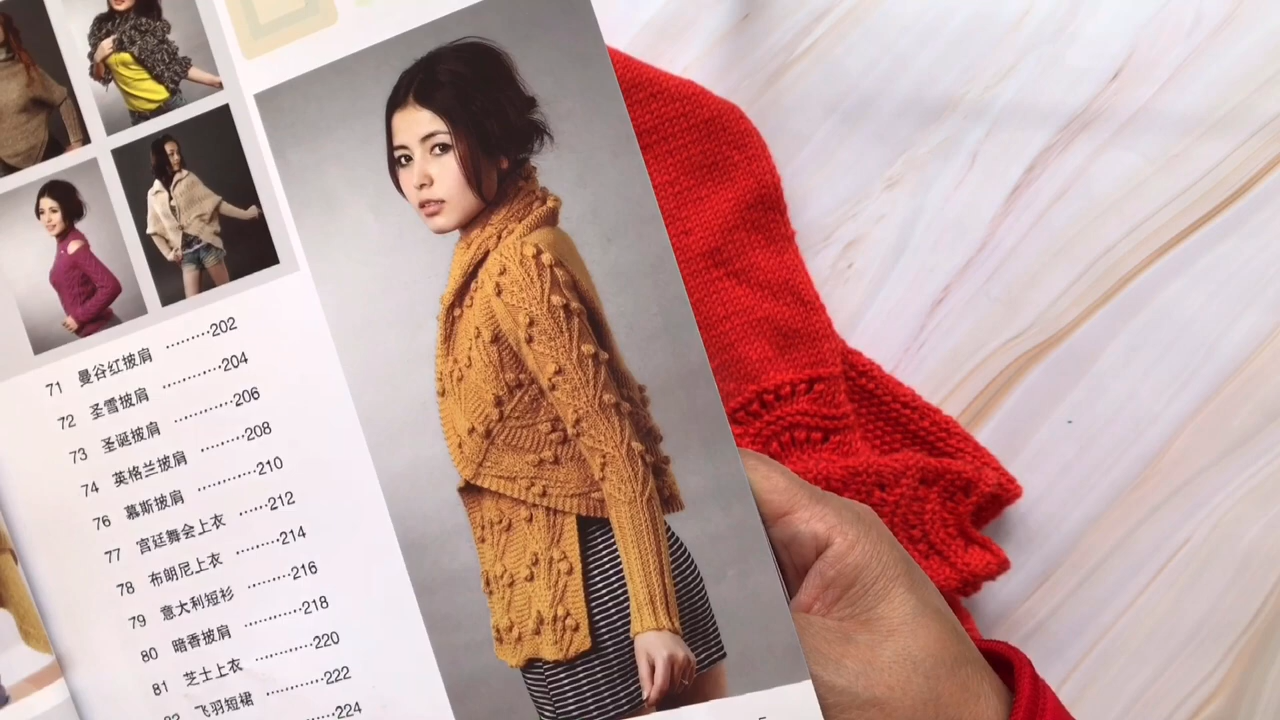 71 曼谷红披肩 ·········202
72 圣雪披肩 ············204
73 圣诞披肩 ············206
74 英格兰披肩 ·········208
76 慕斯披肩 ············210
77 宫廷舞会上衣 ······212
78 布朗尼上衣 ·········214
79 意大利短衫 ·········216
80 暗香披肩 ············218
81 芝士上衣 ············220
飞羽短裙 ············222
············224